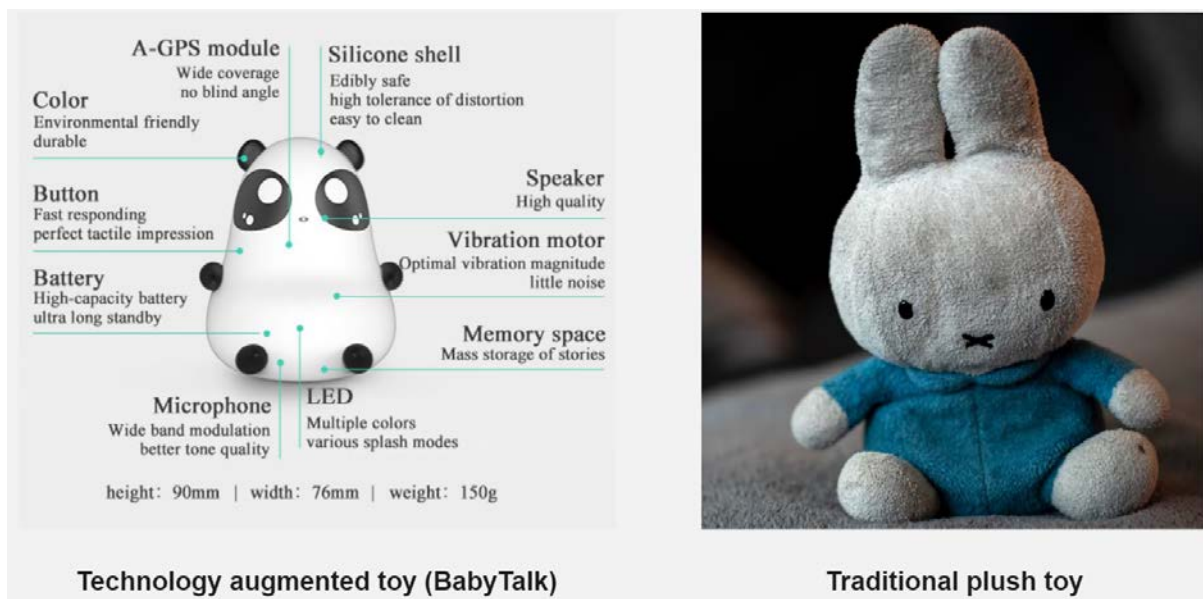 A-GPS module
Wide coverage
no blind angle
Silicone shell
Edibly safe
high tolerance of distortion
easy to clean
Color
Environmental friendly
durable
Speaker
High quality
Button
Fast responding
perfect tactile impression
Vibration motor
Optimal vibration magnitude
little noise
Battery
High-capacity battery
ultra long standby
Memory space
Mass storage of stories
Microphone
Wide band modulation
better tone quality
LED
Multiple colors
various splash modes
height: 90mm | width: 76mm | weight: 150g
Technology augmented toy (BabyTalk)
Traditional plush toy